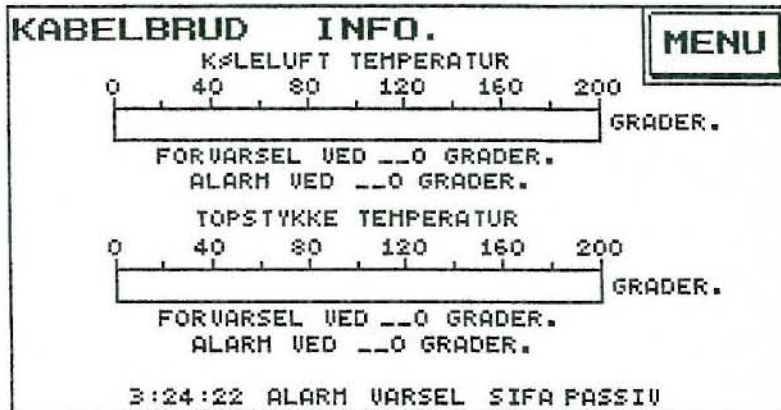 KABELBRUD INFO.
MENU
KØLELUFT TEMPERATUR
0 40 80 120 160 200
GRADER.
FORVARSEL VED __0 GRADER.
ALARM VED __0 GRADER.
TOPSTYKKE TEMPERATUR
0 40 80 120 160 200
GRADER.
FORVARSEL VED __0 GRADER.
ALARM VED __0 GRADER.
3:24:22 ALARM VARSEL SIFA PASSIV